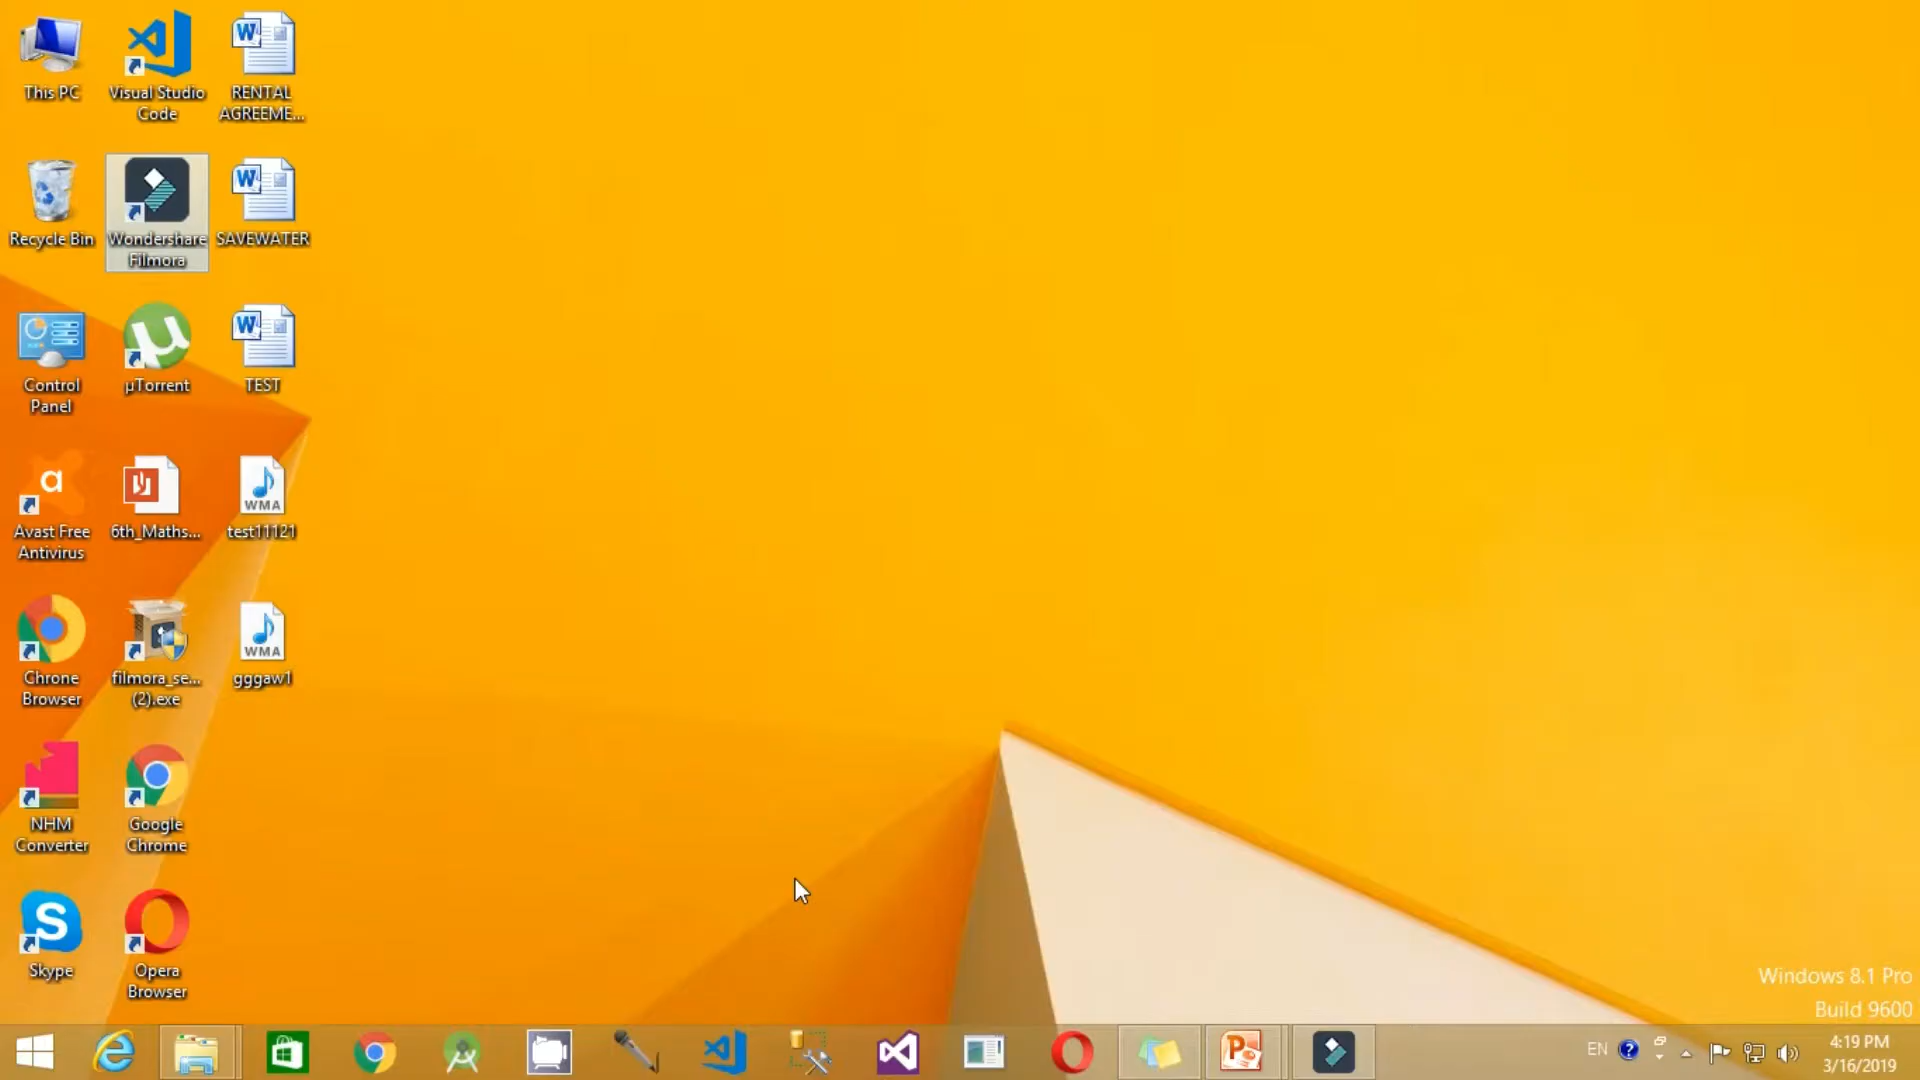 This PC
Visual Studio
Code
RENTAL
AGREEME...
Recycle Bin
Wondershare
Filmora
SAVEWATER
Control
Panel
µTorrent
TEST
Avast Free
Antivirus
6th_Maths...
test11121
WMA
Chrone
Browser
filmora_se...
(2).exe
gggaw1
WMA
NHM
Converter
Google
Chrome
Skype
Opera
Browser
Windows 8.1 Pro
Build 9600
EN
4:19 PM
3/16/2019